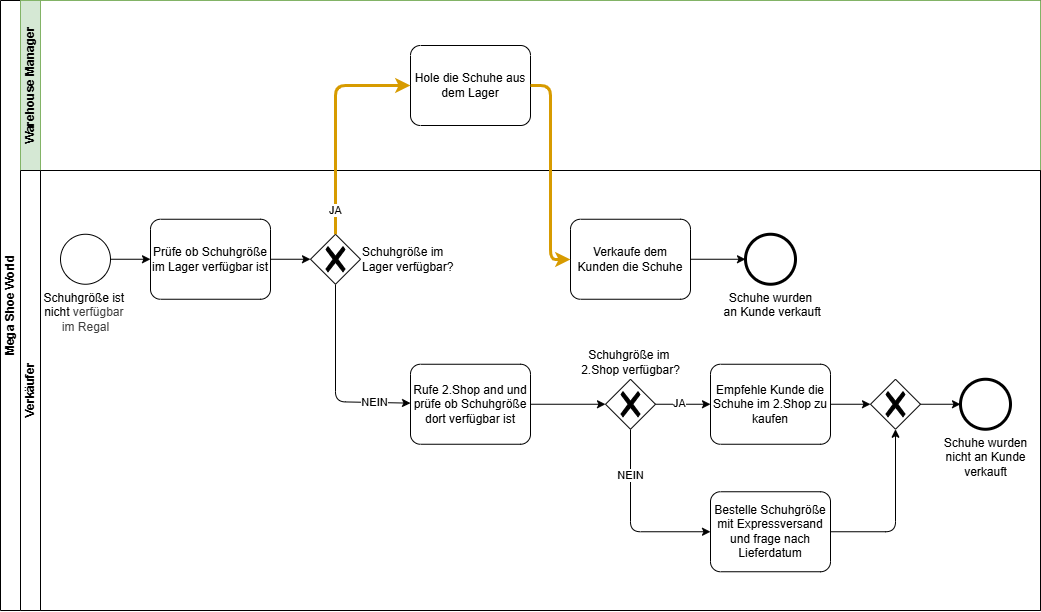 Mega Shoe World
Warehouse Manager
Hole die Schuhe aus
dem Lager
Verkäufer
JA
Schuhgröße ist
nicht verfügbar
im Regal
Prüfe ob Schuhgröße
im Lager verfügbar ist
Schuhgröße im
Lager verfügbar?
Verkaufe dem
Kunden die Schuhe
Schuhe wurden
an Kunde verkauft
NEIN
Rufe 2.Shop and und
prüfe ob Schuhgröße
dort verfügbar ist
Schuhgröße im
2.Shop verfügbar?
JA
Empfehle Kunde die
Schuhe im 2.Shop zu
kaufen
Schuhe wurden
nicht an Kunde
verkauft
NEIN
Bestelle Schuhgröße
mit Expressversand
und frage nach
Lieferdatum